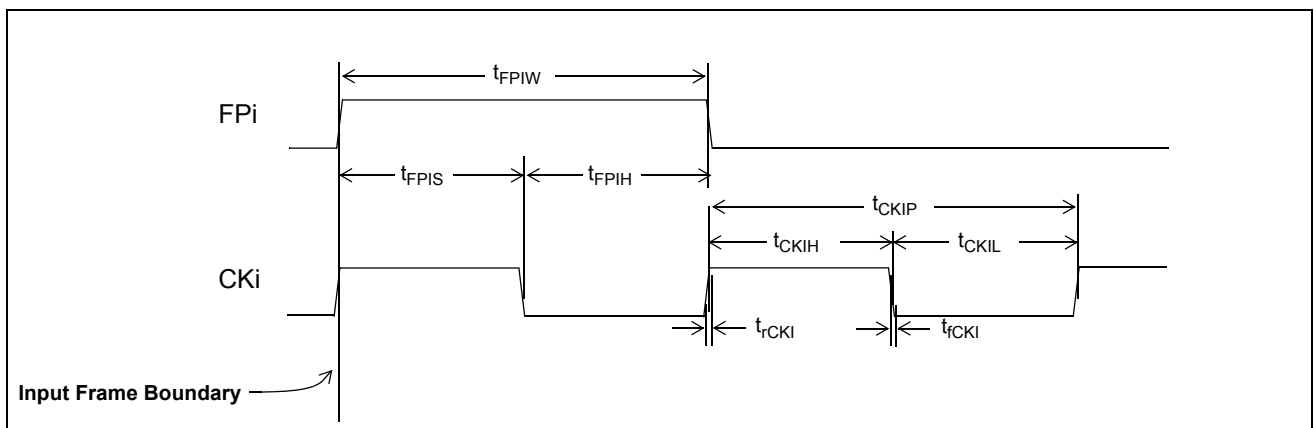 tFPIW
FPi
tFPIS
tFPIH
tCKIP
tCKIH
tCKIL
CKi
trCKI
tfCKI
Input Frame Boundary